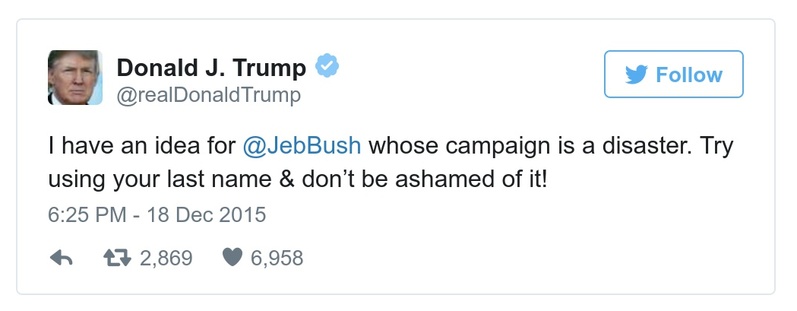 Donald J. Trump
@realDonaldTrump
Follow
I have an idea for @JebBush whose campaign is a disaster. Try
using your last name & don’t be ashamed of it!
6:25 PM - 18 Dec 2015
2,869 6,958